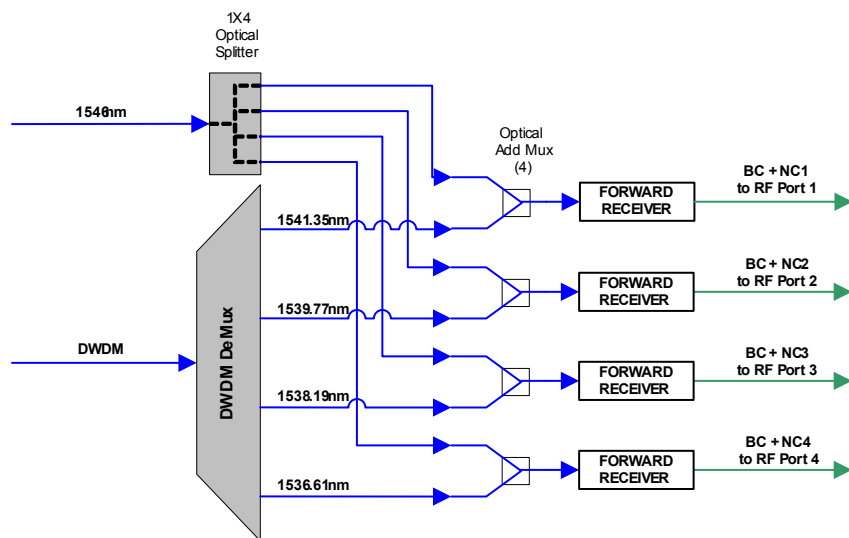 1X4
Optical
Splitter
1546nm
Optical
Add Mux
(4)
BC + NC1
to RF Port 1
FORWARD
RECEIVER
1541.35nm
BC + NC2
to RF Port 2
FORWARD
RECEIVER
1539.77nm
DWDM
DWDM DeMux
BC + NC3
to RF Port 3
FORWARD
RECEIVER
1538.19nm
BC + NC4
to RF Port 4
FORWARD
RECEIVER
1536.61nm